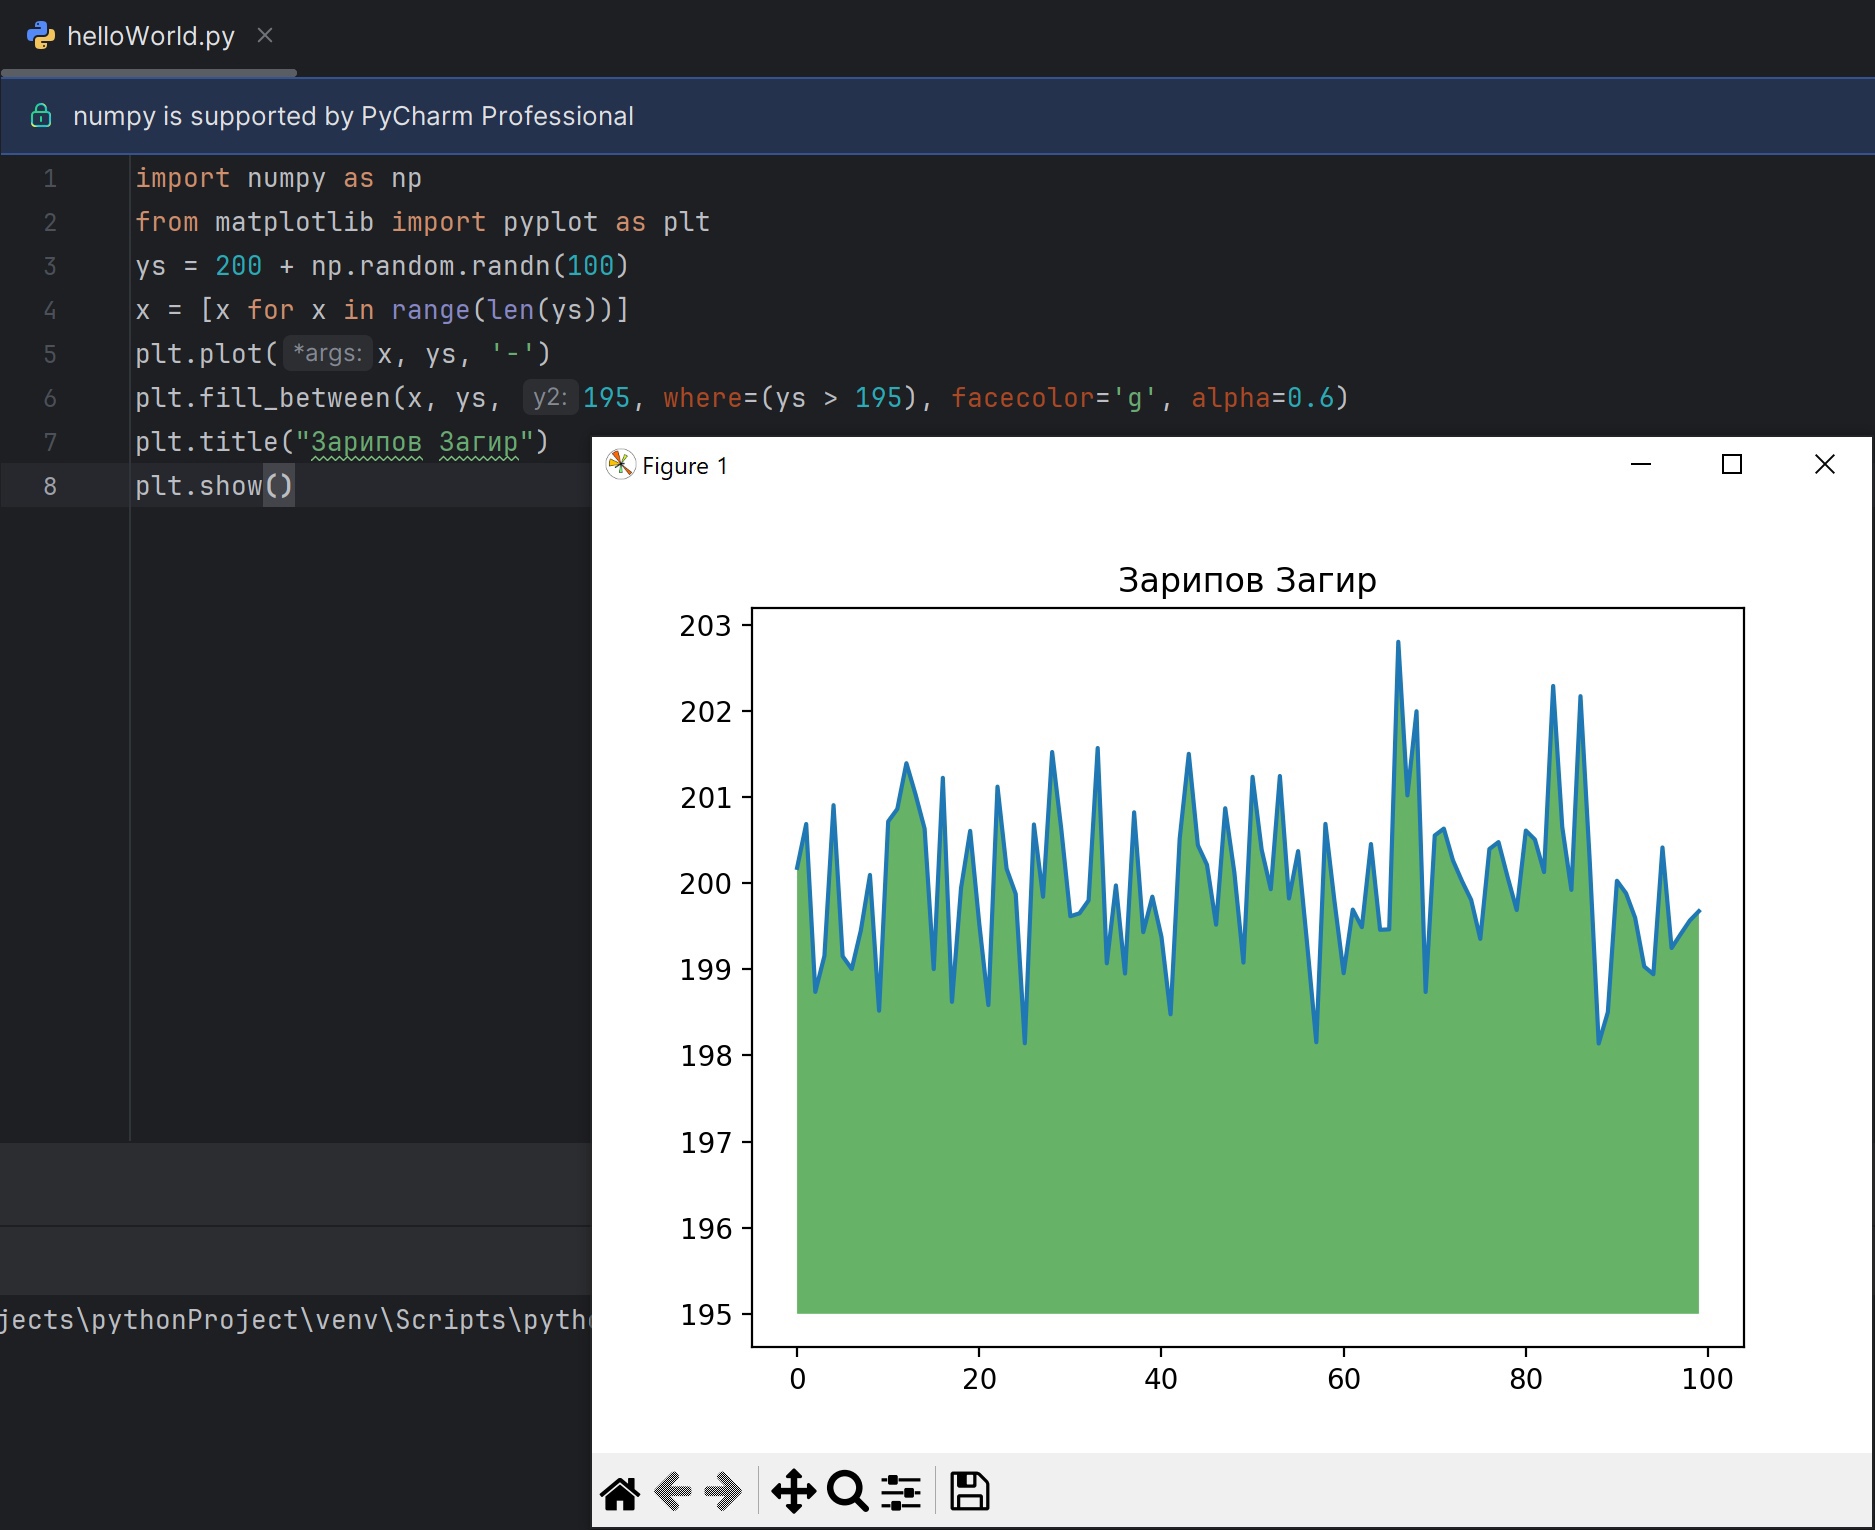 helloWorld.py
numpy is supported by PyCharm Professional
1 import numpy as np
2 from matplotlib import pyplot as plt
3 ys = 200 + np.random.randn(100)
4 x = [x for x in range(len(ys))]
5 plt.plot( *args: x, ys, '-')
6 plt.fill_between(x, ys, y2: 195, where=(ys > 195), facecolor='g', alpha=0.6)
7 plt.title("Зарипов Загир")
8 plt.show()
Figure 1
Зарипов Загир
203
202
201
200
199
198
197
196
195
0 20 40 60 80 100
jects\pythonProject\venv\Scripts\pytho